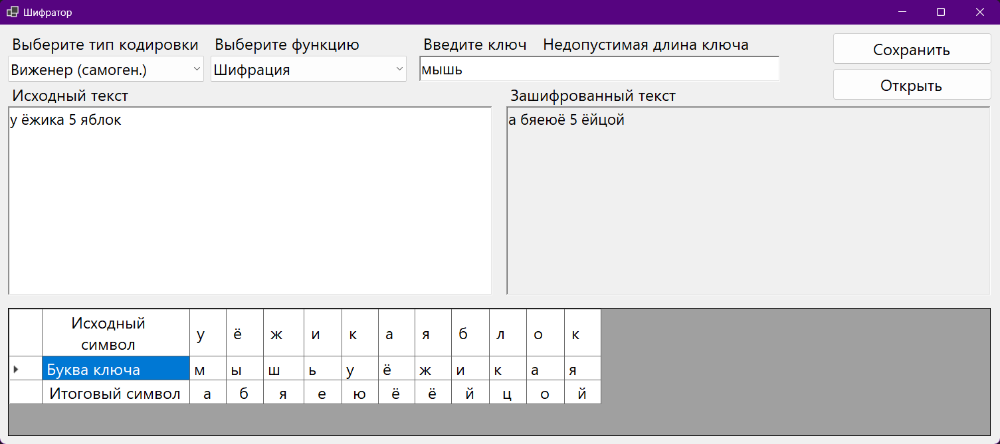 Шифратор
Выберите тип кодировки Выберите функцию Введите ключ Недопустимая длина ключа
Сохранить
Виженер (самоген.) Шифрация мышь
Открыть
Исходный текст Зашифрованный текст
у ёжика 5 яблок а бяеюё 5 ёйцой
Исходный
символ у ё ж и к а я б л о к
Буква ключа м ы ш ь у ё ж и к а я
Итоговый символ а б я е ю ё ё й ц о й